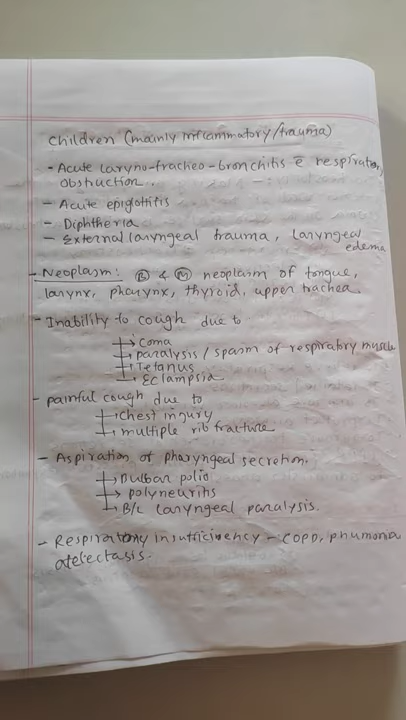 Children (mainly inflammatory/trauma)
- Acute laryno-tracheo-bronchitis c̄ respiratory
obstruction.
- Acute epiglottitis
- Diphtheria
- External laryngeal trauma, laryngeal
edema
- Neoplasm: Ⓑ & Ⓜ neoplasm of tongue,
larynx, pharynx, thyroid, upper trachea.
- Inability to cough due to
→ Coma
→ paralysis / spasm of respiratory muscle
→ Tetanus
→ Eclampsia
- painful cough due to
→ chest injury
→ multiple rib fracture
- Aspiration of pharyngeal secretion.
→ Bulbar polio
→ polyneuritis
→ B/L laryngeal paralysis.
- Respiratory insufficiency - COPD, phumonia
atelectasis.